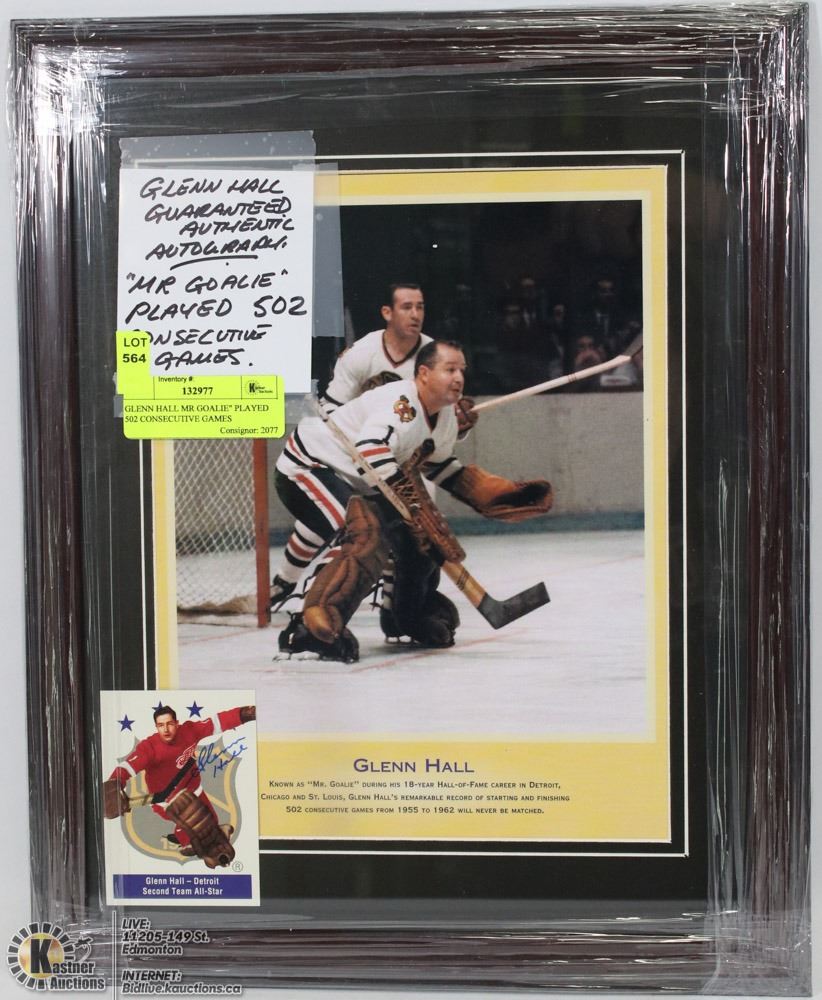 GLENN HALL
GUARANTEED
AUTHENTIC
AUTOGRAPH.
"MR GOALIE"
PLAYED 502
CONSECUTIVE
GAMES.
LOT
564
Inventory #:
132977
GLENN HALL MR GOALIE" PLAYED
502 CONSECUTIVE GAMES
Consignor: 2077
1
GLENN HALL
KNOWN AS "MR. GOALIE" DURING HIS 18-YEAR HALL-OF-FAME CAREER IN DETROIT,
CHICAGO AND ST. LOUIS, GLENN HALL'S REMARKABLE RECORD OF STARTING AND FINISHING
502 CONSECUTIVE GAMES FROM 1955 TO 1962 WILL NEVER BE MATCHED.
Glenn
Hall
®
Glenn Hall – Detroit
Second Team All-Star
Kastner
Auctions
LIVE:
11205-149 St.
Edmonton
INTERNET:
Bidlive.kauctions.ca